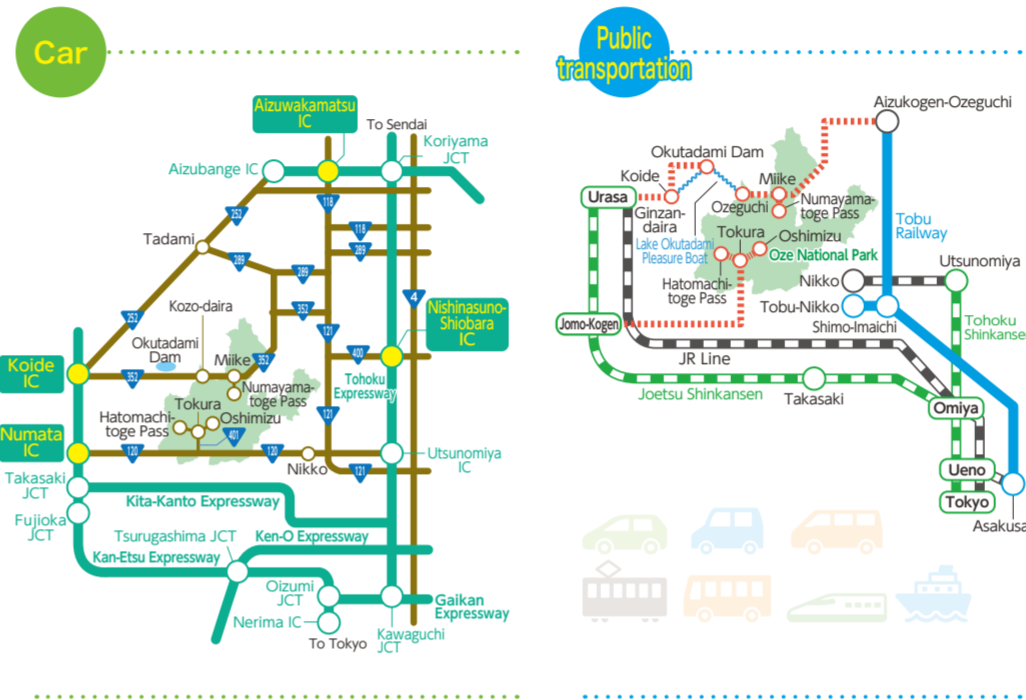 Car
Aizuwakamatsu
IC
To Sendai
Koriyama
JCT
Aizubange IC
252
118
118
289
Tadami
289
289
4
252
Kozo-daira
352
Nishinasuno-
Shiobara
IC
121
Okutadami
Dam
Miike
352
400
Koide
IC
352
Tohoku
Expressway
Numayama-
toge Pass
Tokura
Hatomachi-
toge Pass
Oshimizu
121
Numata
IC
401
120
120
Nikko
Utsunomiya
IC
121
Takasaki
JCT
Kita-Kanto Expressway
Fujioka
JCT
Tsurugashima JCT
Ken-O Expressway
Kan-Etsu Expressway
Oizumi
JCT
Gaikan
Expressway
Nerima IC
To Tokyo
Kawaguchi
JCT
Public
transportation
Aizukogen-Ozeguchi
Okutadami Dam
Koide
Miike
Urasa
Ginzan-
daira
Ozeguchi
Numayama-
toge Pass
Lake Okutadami
Pleasure Boat
Tokura
Oshimizu
Oze National Park
Tobu
Railway
Utsunomiya
Hatomachi-
toge Pass
Nikko
Tobu-Nikko
Shimo-Imaichi
Jomo-Kogen
Tohoku
Shinkanse
JR Line
Joetsu Shinkansen
Takasaki
Omiya
Ueno
Tokyo
Asakusa